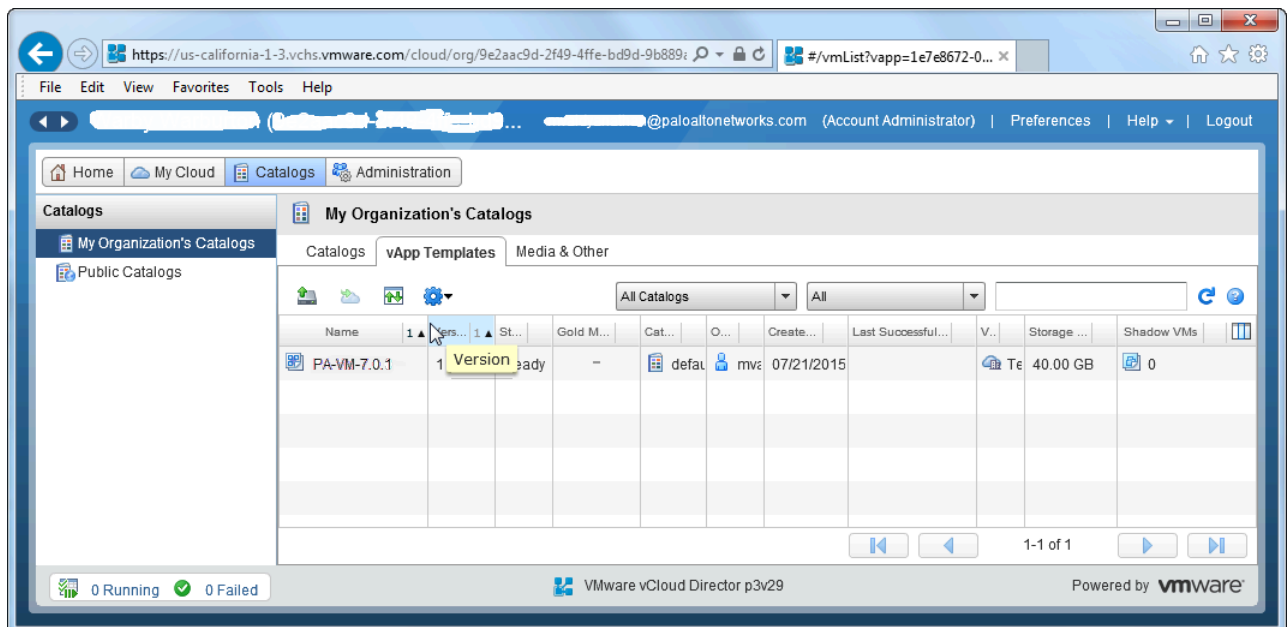 https://us-california-1-3.vchs.vmware.com/cloud/org/9e2aac9d-2f49-4ffe-bd9d-9b889a #/vmList?vapp=1e7e8672-0...
File Edit View Favorites Tools Help
@paloaltonetworks.com (Account Administrator) | Preferences | Help | Logout
Home My Cloud Catalogs Administration
Catalogs
My Organization's Catalogs
Public Catalogs
My Organization's Catalogs
Catalogs vApp Templates Media & Other
All Catalogs All
Name 1 Vers... 1 St... Gold M... Cat... O... Create... Last Successful... V... Storage ... Shadow VMs
PA-VM-7.0.1 1 eady – defau mva 07/21/2015 Te 40.00 GB 0
Version
1-1 of 1
0 Running 0 Failed VMware vCloud Director p3v29 Powered by vmware